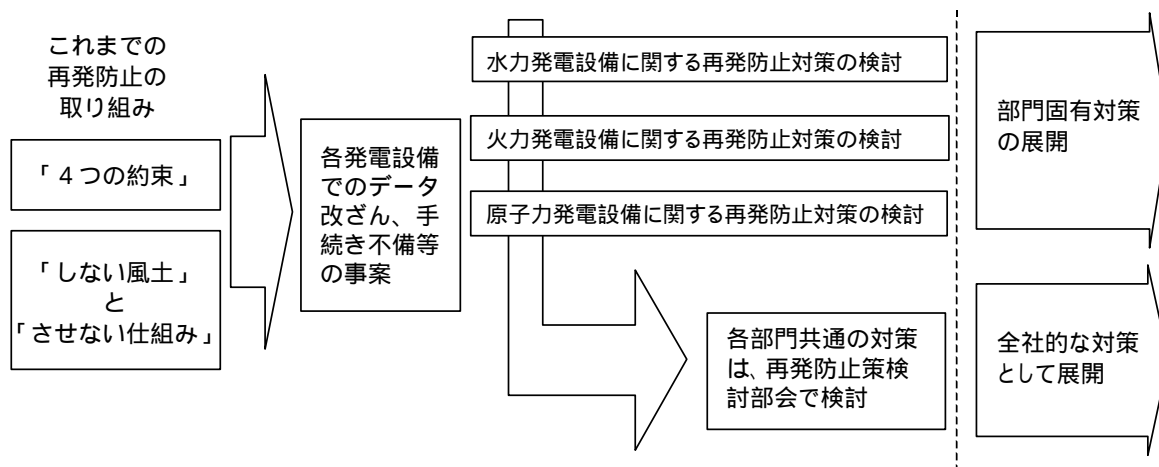 これまでの
再発防止の
取り組み
「４つの約束」
「しない風土」
と
「させない仕組み」
各発電設備
でのデータ
改ざん、手
続き不備等
の事案
水力発電設備に関する再発防止対策の検討
火力発電設備に関する再発防止対策の検討
原子力発電設備に関する再発防止対策の検討
各部門共通の対策
は、再発防止策検
討部会で検討
部門固有対策
の展開
全社的な対策
として展開